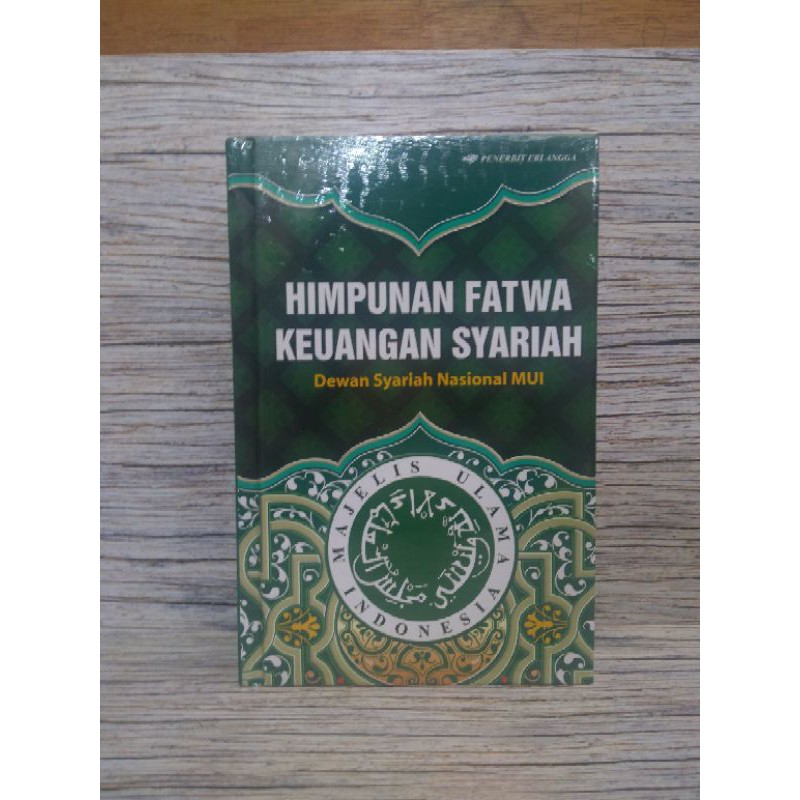 PENERBIT ERLANGGA
HIMPUNAN FATWA
KEUANGAN SYARIAH
Dewan Syariah Nasional MUI
MAJELIS ULAMA
INDONESIA